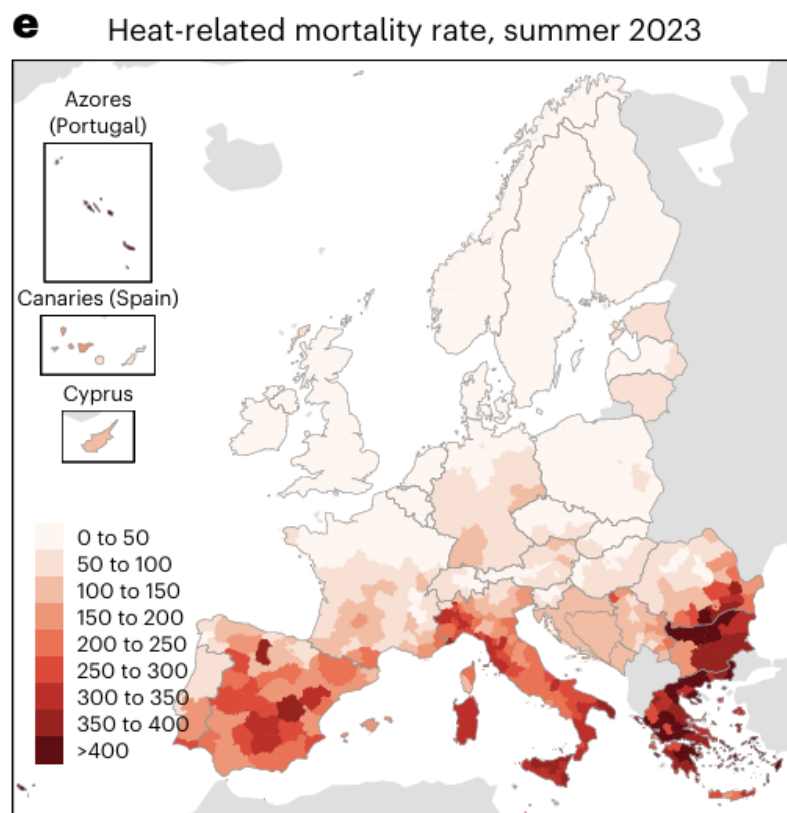 e
Heat-related mortality rate, summer 2023
Azores
(Portugal)
Canaries (Spain)
Cyprus
0 to 50
50 to 100
100 to 150
150 to 200
200 to 250
250 to 300
300 to 350
350 to 400
>400